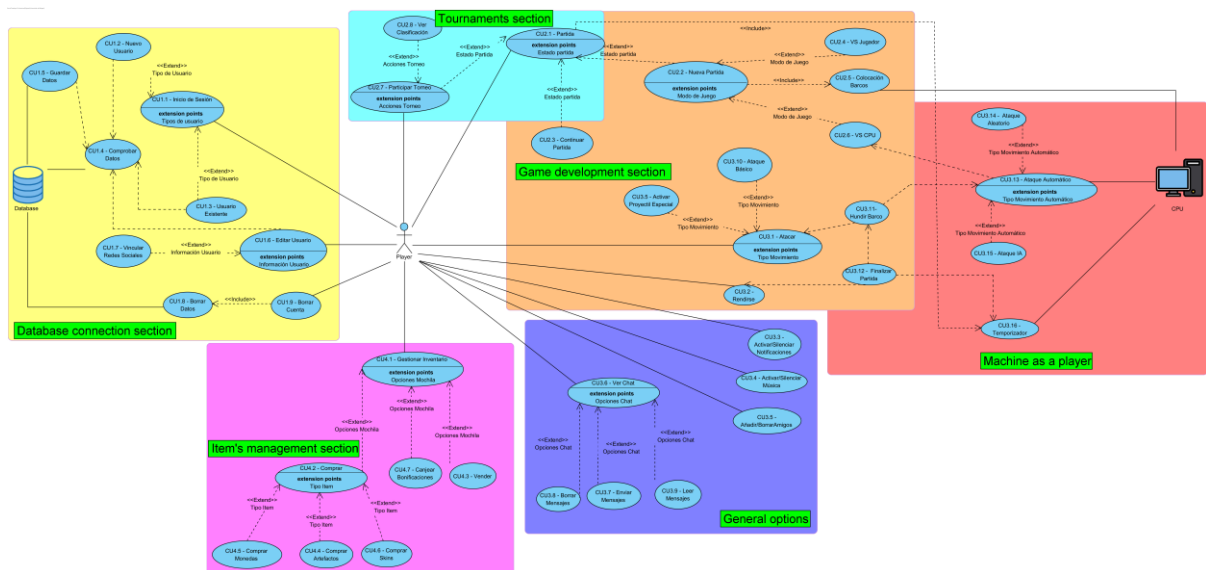 Tournaments section
CU2.8 - Ver
Clasificación
<<Extend>>
Acciones Torneo
CU2.7 - Participar Torneo
extension points
Acciones Torneo
<<Extend>>
Estado Partida
CU2.1 - Partida
extension points
Estado partida
<<Extend>>
Estado partida
<<Extend>>
Estado partida
<<Include>>
CU1.2 - Nuevo
Usuario
CU1.5 - Guardar
Datos
<<Extend>>
Tipo de Usuario
CU1.1 - Inicio de Sesión
extension points
Tipos de usuario
CU1.4 - Comprobar
Datos
<<Extend>>
Tipo de Usuario
Database
CU1.3 - Usuario
Existente
CU1.7 - Vincular
Redes Sociales
<<Extend>>
Información Usuario
CU1.6 - Editar Usuario
extension points
Información Usuario
CU1.8 - Borrar
Datos
<<Include>>
CU1.9 - Borrar
Cuenta
Database connection section
Player
CU2.4 - VS Jugador
<<Extend>>
Modo de Juego
CU2.2 - Nueva Partida
extension points
Modo de Juego
<<Include>>
CU2.5 - Colocación
Barcos
<<Extend>>
Modo de Juego
CU2.6 - VS CPU
CU2.3 - Continuar
Partida
Game development section
CU3.10 - Ataque
Básico
CU3.5 - Activar
Proyectil Especial
<<Extend>>
Tipo Movimiento
<<Extend>>
Tipo Movimiento
CU3.1 - Atacar
extension points
Tipo Movimiento
CU3.11-
Hundir Barco
CU3.12 - Finalizar
Partida
CU3.2 -
Rendirse
CU3.14 - Ataque
Aleatorio
<<Extend>>
Tipo Movimiento Automático
CU3.13 - Ataque Automático
extension points
Tipo Movimiento Automático
CPU
<<Extend>>
Tipo Movimiento Automático
CU3.15 - Ataque IA
CU3.16 -
Temporizador
Machine as a player
CU4.1 - Gestionar Inventario
extension points
Opciones Mochila
<<Extend>>
Opciones Mochila
<<Extend>>
Opciones Mochila
<<Extend>>
Opciones Mochila
Item's management section
CU4.2 - Comprar
extension points
Tipo Item
CU4.7 - Canjear
Bonificaciones
CU4.3 - Vender
<<Extend>>
Tipo Item
<<Extend>>
Tipo Item
<<Extend>>
Tipo Item
CU4.5 - Comprar
Monedas
CU4.4 - Comprar
Artefactos
CU4.6 - Comprar
Skins
CU3.3 -
Activar/Silenciar
Notificaciones
CU3.4 - Activar/Silenciar
Música
CU3.5 -
Añadir/BorrarAmigos
CU3.6 - Ver Chat
extension points
Opciones Chat
<<Extend>>
Opciones Chat
<<Extend>>
Opciones Chat
<<Extend>>
Opciones Chat
CU3.8 - Borrar
Mensajes
CU3.7 - Enviar
Mensajes
CU3.9 - Leer
Mensajes
General options